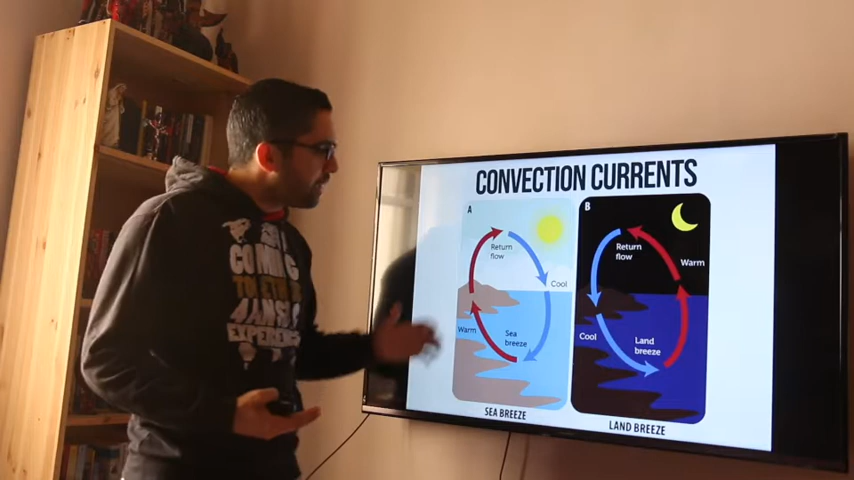 CONVECTION CURRENTS
A
Return
flow
Cool
Warm
Sea
breeze
SEA BREEZE
B
Return
flow
Warm
Cool
Land
breeze
LAND BREEZE
COMIC
EXPERIENCE